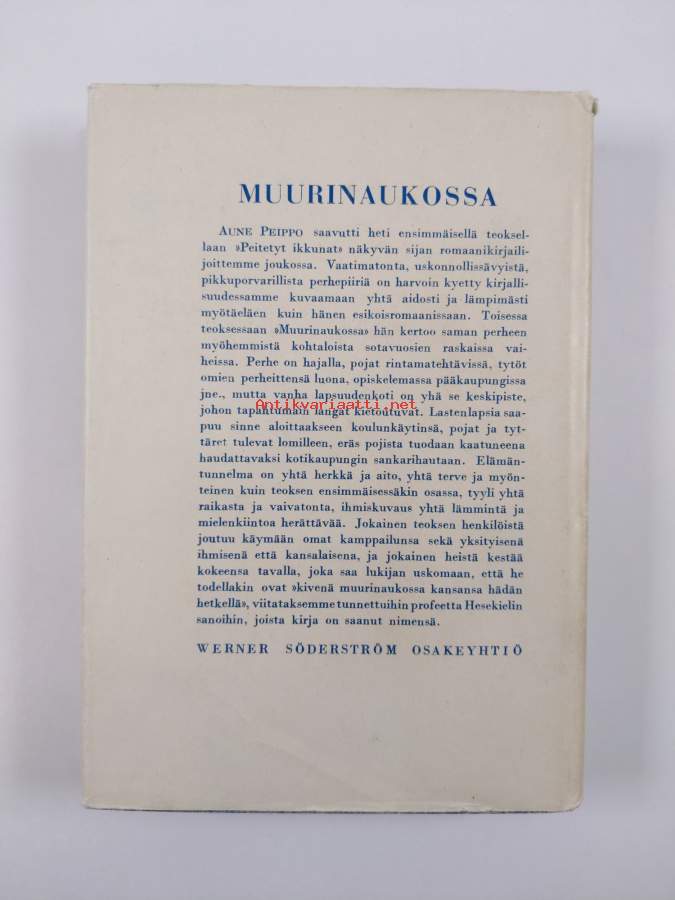 MUURINAUKOSSA
AUNE PEIPPO saavutti heti ensimmäisellä teoksel-
laan »Peitetyt ikkunat» näkyvän sijan romaanikirjaili-
joittemme joukossa. Vaatimatonta, uskonnollissävyistä,
pikkuporvarillista perhepiiriä on harvoin kyetty kirjalli-
suudessamme kuvaamaan yhtä aidosti ja lämpimästi
myötäeläen kuin hänen esikoisromaanissaan. Toisessa
teoksessaan »Muurinaukossa» hän kertoo saman perheen
myöhemmistä kohtaloista sotavuosien raskaissa vai-
heissa. Perhe on hajalla, pojat rintamatehtävissä, tytöt
omien perheittensä luona, opiskelemassa pääkaupungissa
jne., mutta vanha lapsuudenkoti on yhä se keskipiste,
Antikvariaatti.net
johon tapahtumain langat kietoutuvat. Lastenlapsia saa-
puu sinne aloittaakseen koulunkäytinsä, pojat ja tyt-
täret tulevat lomilleen, eräs pojista tuodaan kaatuneena
haudattavaksi kotikaupungin sankarihautaan. Elämän-
tunnelma on yhtä herkkä ja aito, yhtä terve ja myön-
teinen kuin teoksen ensimmäisessäkin osassa, tyyli yhtä
raikasta ja vaivatonta, ihmiskuvaus yhtä lämmintä ja
mielenkiintoa herättävää. Jokainen teoksen henkilöistä
joutuu käymään omat kamppailunsa sekä yksityisenä
ihmisenä että kansalaisena, ja jokainen heistä kestää
kokeensa tavalla, joka saa lukijan uskomaan, että he
todellakin ovat »kivenä muurinaukossa kansansa hädän
hetkellä», viitataksemme tunnettuihin profeetta Hesekielin
sanoihin, joista kirja on saanut nimensä.
WERNER SÖDERSTRÖM OSAKEYHTIÖ